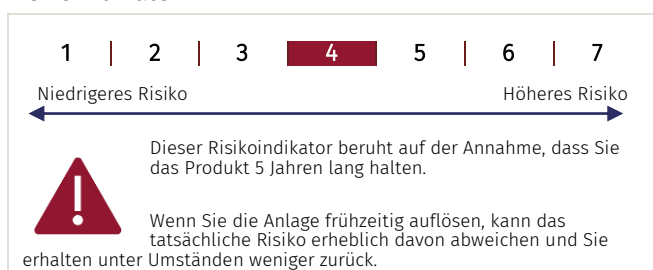 1 | 2 | 3 | 4 5 | 6 | 7
Niedrigeres Risiko Höheres Risiko
Dieser Risikoindikator beruht auf der Annahme, dass Sie
das Produkt 5 Jahren lang halten.
!
Wenn Sie die Anlage frühzeitig auflösen, kann das
tatsächliche Risiko erheblich davon abweichen und Sie
erhalten unter Umständen weniger zurück.